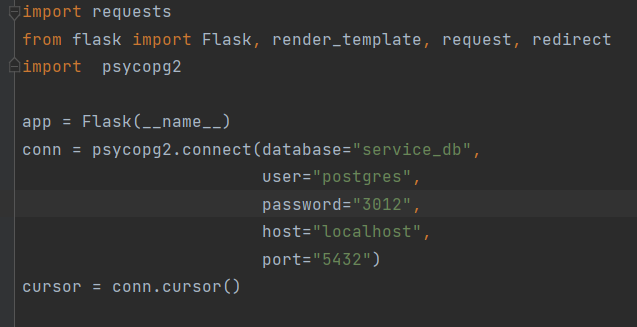 import requests
from flask import Flask, render_template, request, redirect
import  psycopg2
app = Flask(__name__)
conn = psycopg2.connect(database="service_db",
user="postgres",
password="3012",
host="localhost",
port="5432")
cursor = conn.cursor()